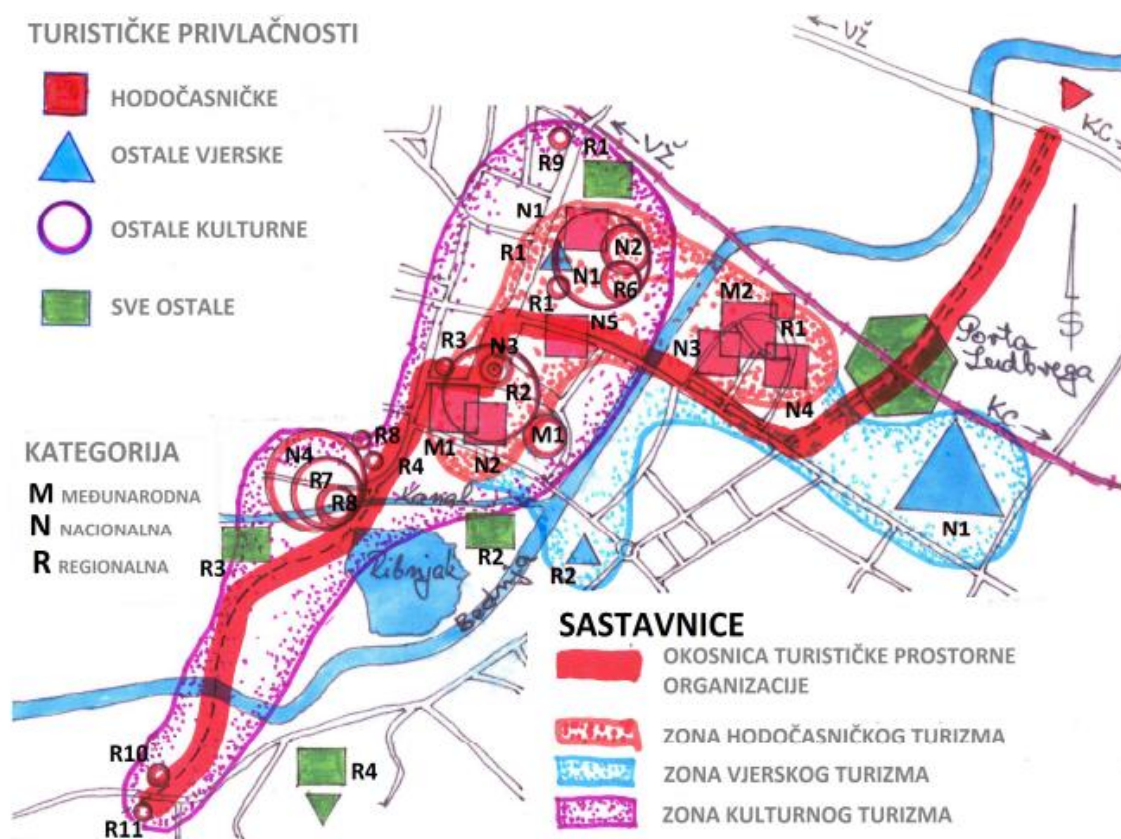 TURISTIČKE PRIVLAČNOSTI
HODOČASNIČKE
OSTALE VJERSKE
OSTALE KULTURNE
SVE OSTALE
KATEGORIJA
M MEĐUNARODNA
N NACIONALNA
R REGIONALNA
← VŽ
KC →
← VŽ
R9
R1
N1
R1
N2
N1
R6
R1
N5
M2
R1
N3
N4
Porta
Ludbrega
S
KC →
N1
R3
N3
R2
M1
M1
N2
R8
R4
N4
R7
R8
Kanal
R3
Ribnjak
R2
Bednja
R2
R10
R11
R4
SASTAVNICE
OKOSNICA TURISTIČKE PROSTORNE
ORGANIZACIJE
ZONA HODOČASNIČKOG TURIZMA
ZONA VJERSKOG TURIZMA
ZONA KULTURNOG TURIZMA